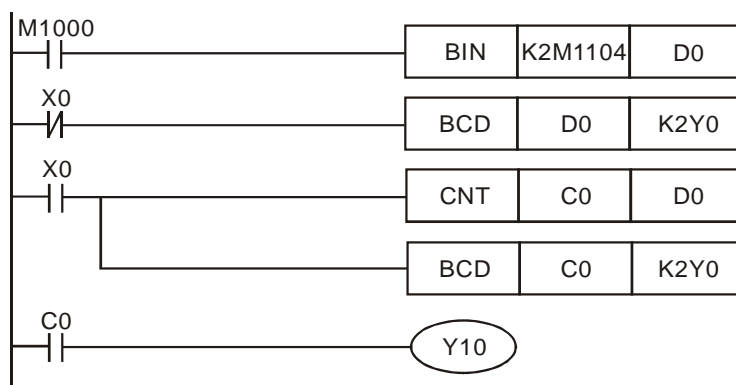 M1000
BIN K2M1104 D0
X0
BCD D0 K2Y0
X0
CNT C0 D0
BCD C0 K2Y0
C0
Y10